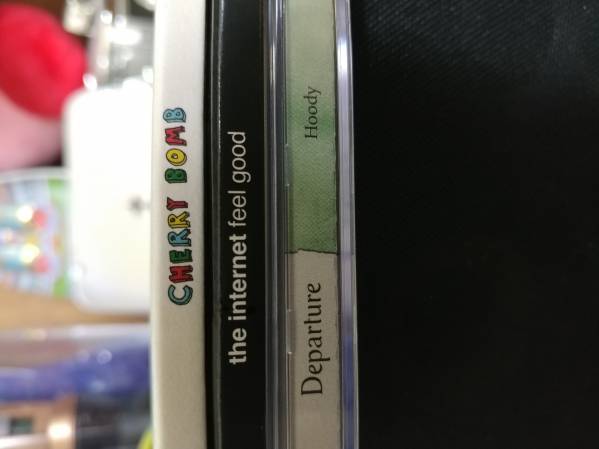 CHERRY BOMB
the internet feel good
Departure
Hoody